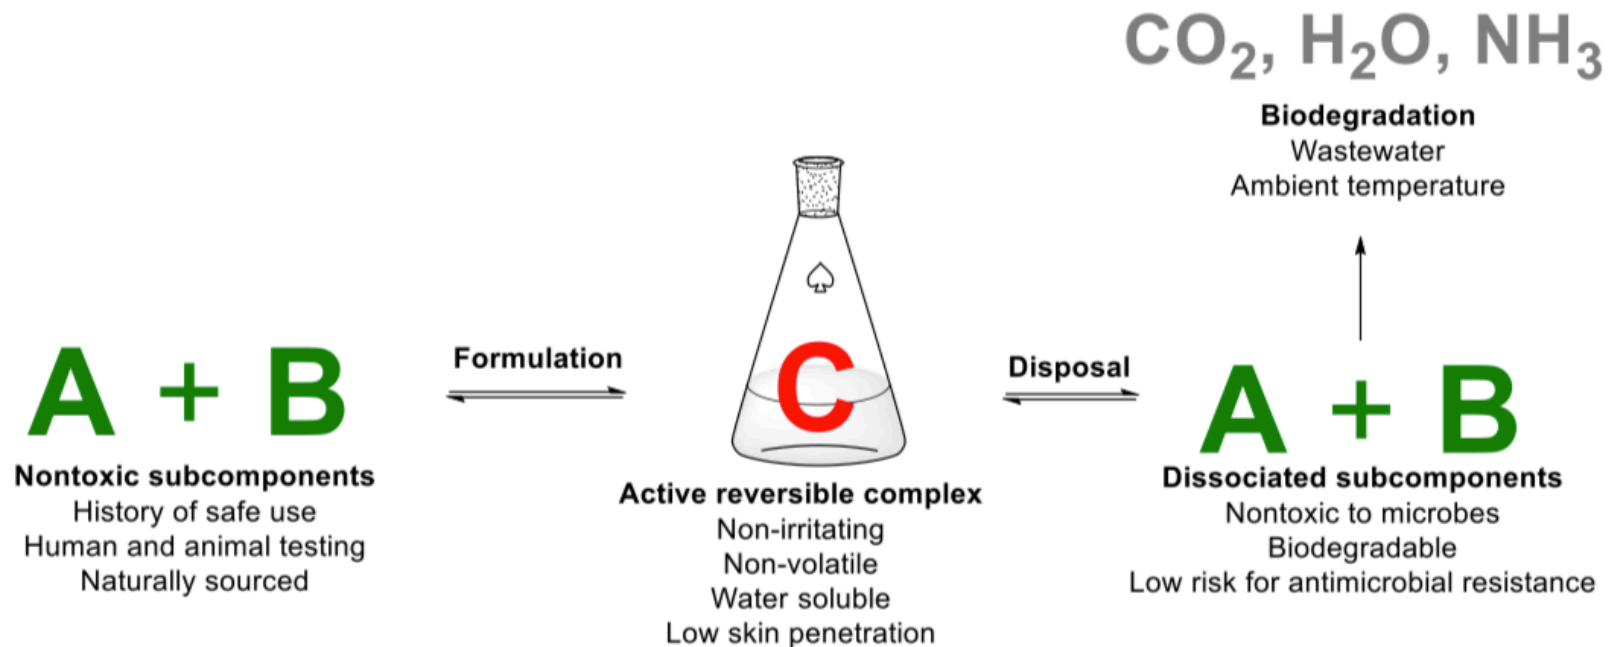 A + B
Nontoxic subcomponents
History of safe use
Human and animal testing
Naturally sourced
Formulation
C
Active reversible complex
Non-irritating
Non-volatile
Water soluble
Low skin penetration
Disposal
A + B
Dissociated subcomponents
Nontoxic to microbes
Biodegradable
Low risk for antimicrobial resistance
CO₂, H₂O, NH₃
Biodegradation
Wastewater
Ambient temperature